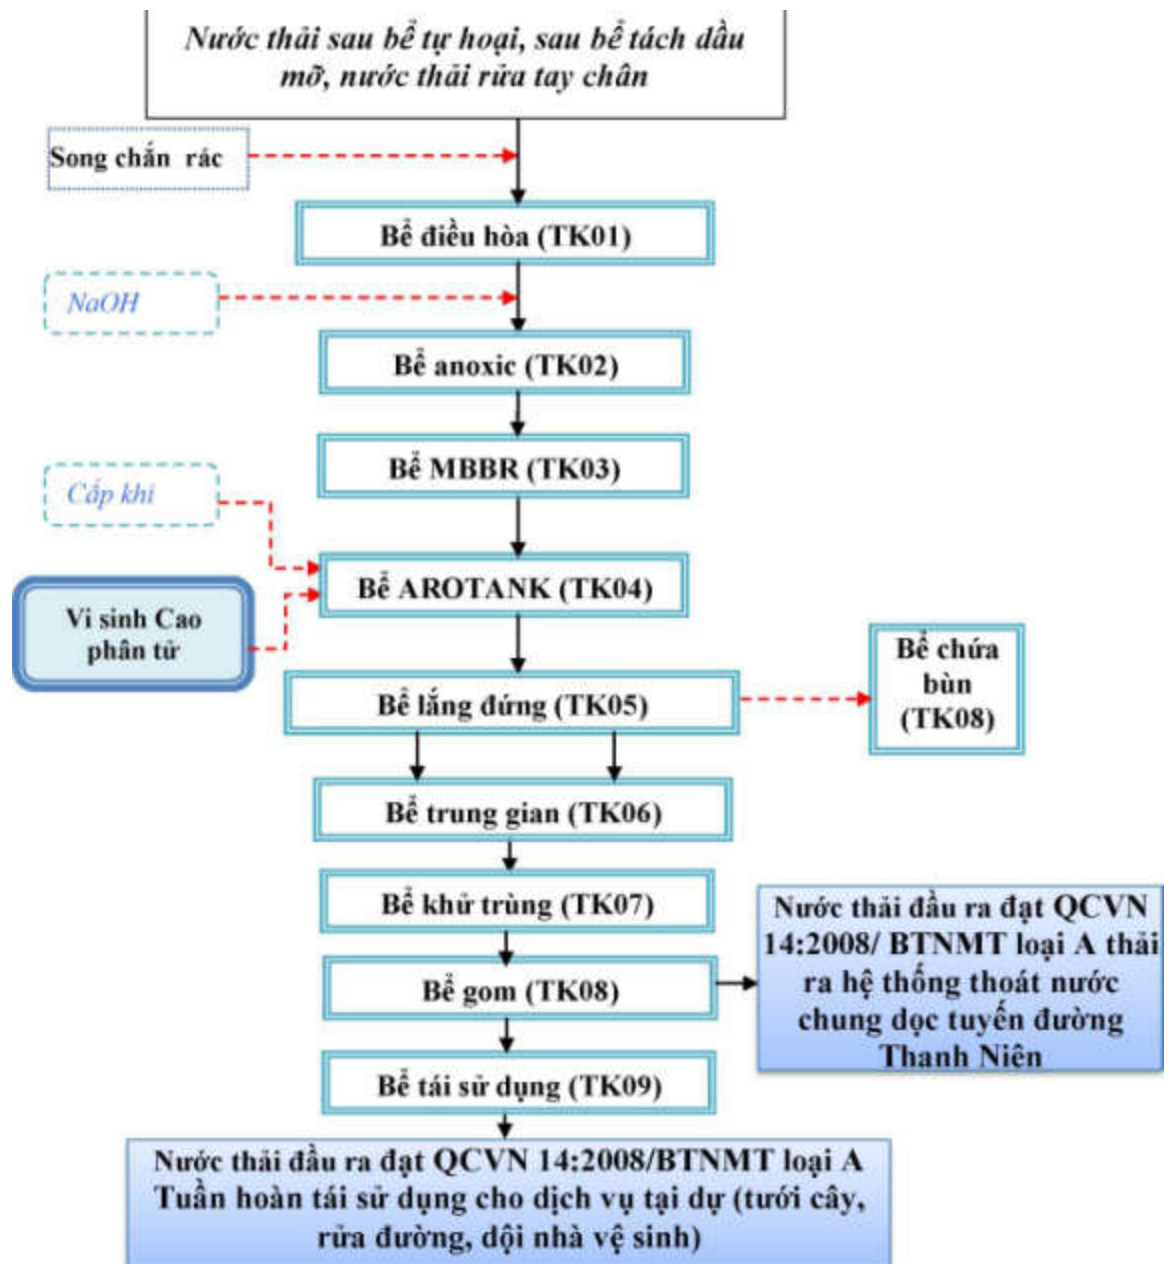 Nước thải sau bể tự hoại, sau bể tách dầu
mỡ, nước thải rửa tay chân
Song chắn rác
Bể điều hòa (TK01)
NaOH
Bể anoxic (TK02)
Bể MBBR (TK03)
Cấp khi
Bể AROTANK (TK04)
Vi sinh Cao
phân tử
Bể chứa
bùn
(TK08)
Bể lắng đứng (TK05)
Bể trung gian (TK06)
Bể khử trùng (TK07)
Nước thải đầu ra đạt QCVN
14:2008/ BTNMT loại A thải
ra hệ thống thoát nước
chung dọc tuyến đường
Thanh Niên
Bể gom (TK08)
Bể tái sử dụng (TK09)
Nước thải đầu ra đạt QCVN 14:2008/BTNMT loại A
Tuần hoàn tái sử dụng cho dịch vụ tại dự (tưới cây,
rửa đường, dội nhà vệ sinh)